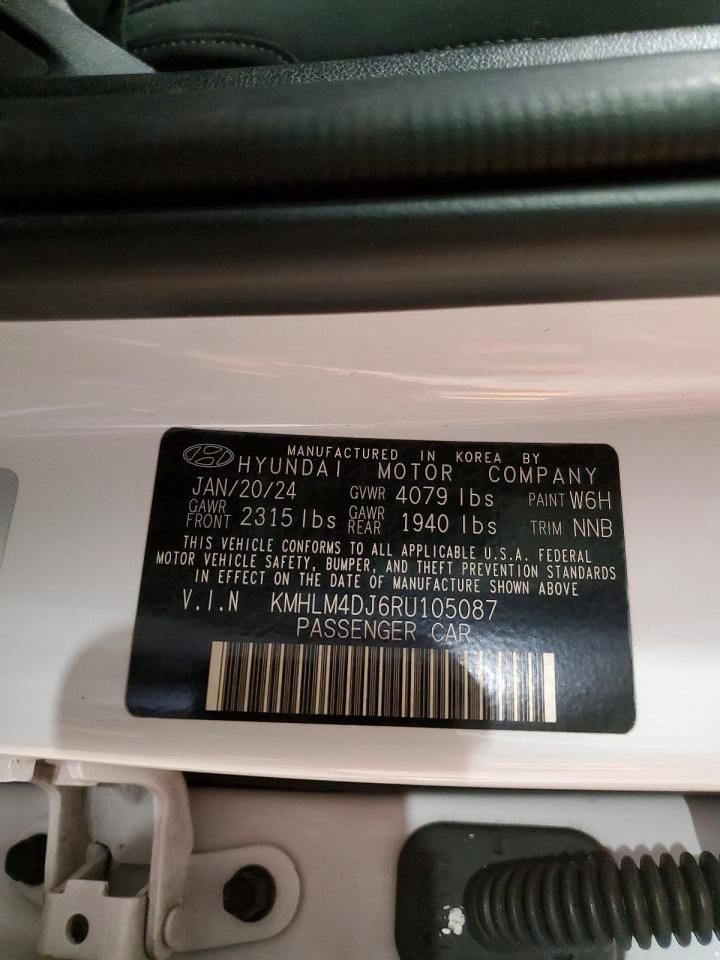 MANUFACTURED IN KOREA BY
HYUNDAI MOTOR COMPANY
JAN/20/24 GVWR 4079 lbs PAINT W6H
GAWR FRONT 2315 lbs GAWR REAR 1940 lbs TRIM NNB
THIS VEHICLE CONFORMS TO ALL APPLICABLE U.S.A. FEDERAL
MOTOR VEHICLE SAFETY, BUMPER, AND THEFT PREVENTION STANDARDS
IN EFFECT ON THE DATE OF MANUFACTURE SHOWN ABOVE
V.I.N KMHLM4DJ6RU105087
PASSENGER CAR